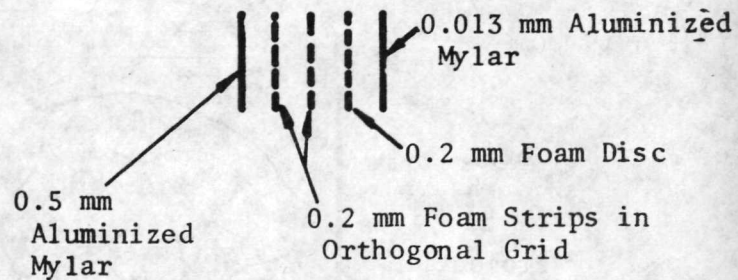 0.013 mm Aluminized
Mylar
0.2 mm Foam Disc
0.5 mm
Aluminized
Mylar
0.2 mm Foam Strips in
Orthogonal Grid